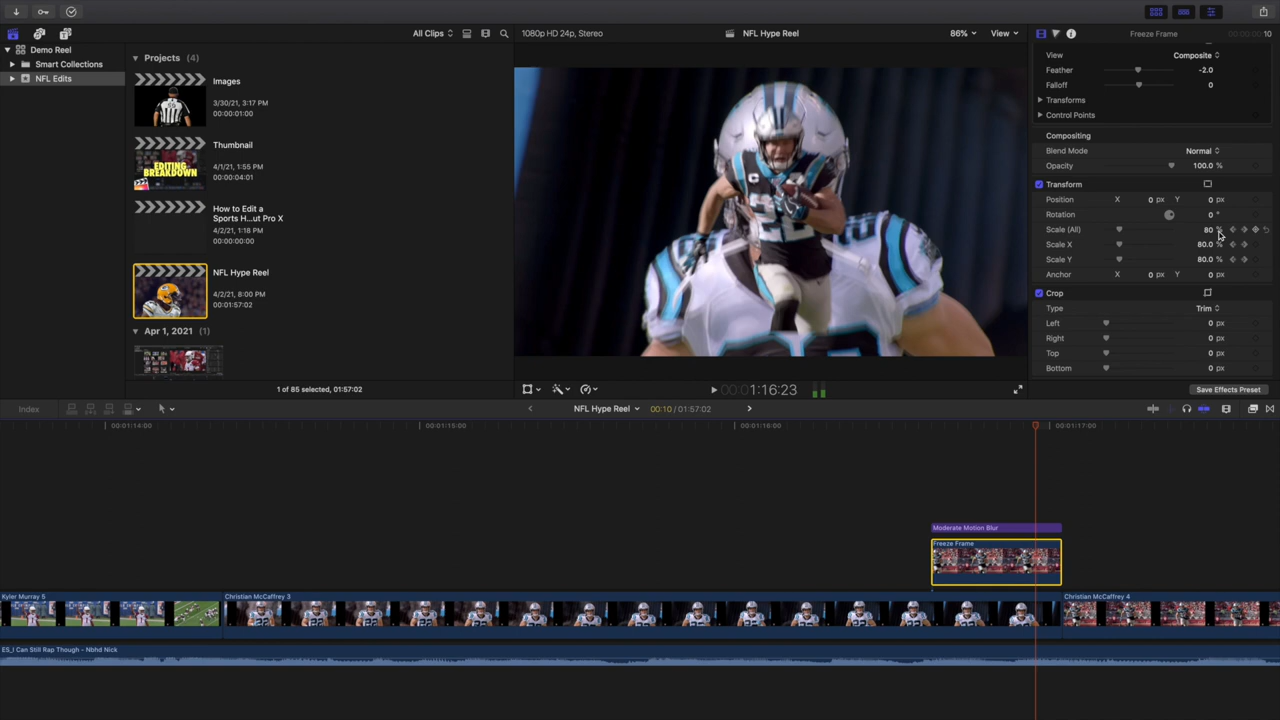 All Clips
1080p HD 24p, Stereo
NFL Hype Reel
86%
View
Freeze Frame
00:00:00:00:10
Demo Reel
Smart Collections
NFL Edits
Projects (4)
Images
3/30/21, 3:17 PM
00:00:01:00
Thumbnail
EDITING
BREAKDOWN
4/1/21, 1:55 PM
00:00:04:01
How to Edit a
Sports H...ut Pro X
4/2/21, 1:18 PM
00:00:00:00
NFL Hype Reel
4/2/21, 8:00 PM
00:01:57:02
Apr 1, 2021 (1)
1 of 85 selected, 01:57:02
1:16:23
View Composite
Feather -2.0
Falloff 0
Transforms
Control Points
Compositing
Blend Mode Normal
Opacity 100.0 %
Transform
Position X 0 px Y 0 px
Rotation 0 °
Scale (All) 80 %
Scale X 80.0 %
Scale Y 80.0 %
Anchor X 0 px Y 0 px
Crop
Type Trim
Left 0 px
Right 0 px
Top 0 px
Bottom 0 px
Save Effects Preset
Index
NFL Hype Reel
00:10 / 01:57:02
00:01:14:00
00:01:15:00
00:01:16:00
00:01:17:00
Moderate Motion Blur
Freeze Frame
Kyler Murray 5
Christian McCaffrey 3
Christian McCaffrey 4
ES_I Can Still Rap Though - Nbhd Nick